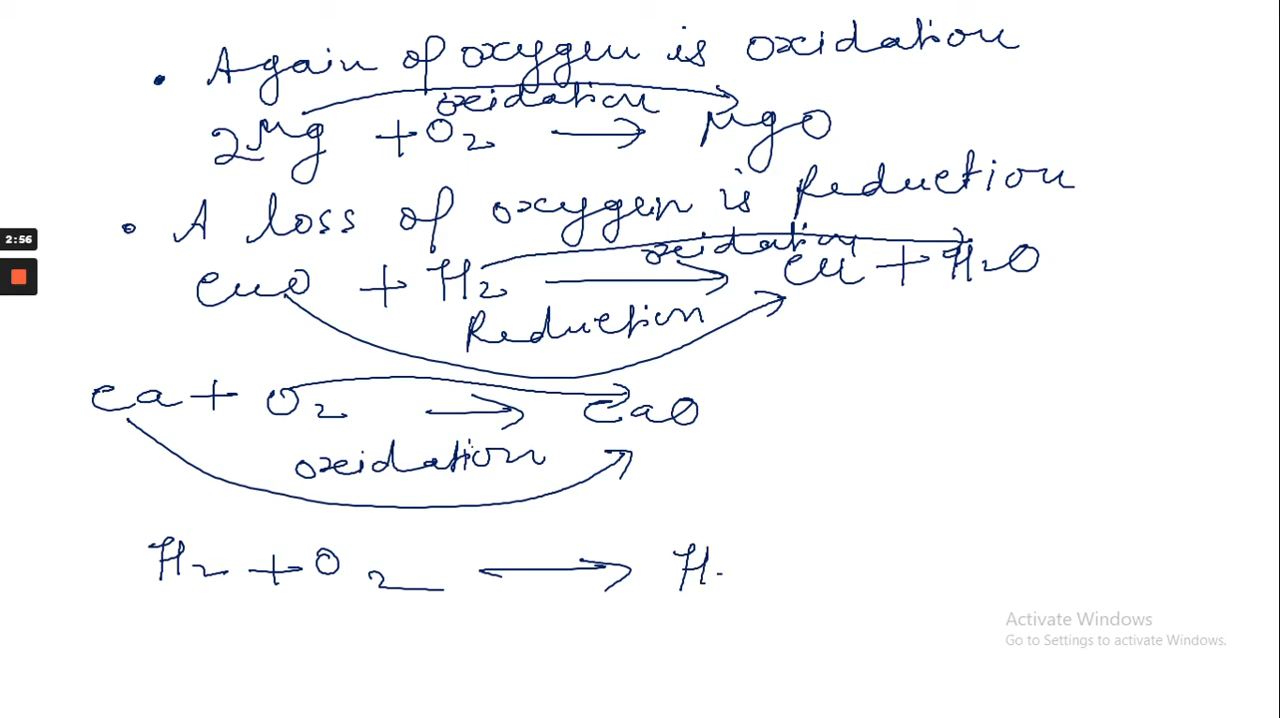 . Again of oxygen is oxidation
oxidation
2Mg + O2 → MgO
. A loss of oxygen is Reduction
oxidation
CuO + H2 → Cu + H2O
Reduction
2:56
Ca + O2 → CaO
oxidation
H2 + O2 → H
Activate Windows
Go to Settings to activate Windows.